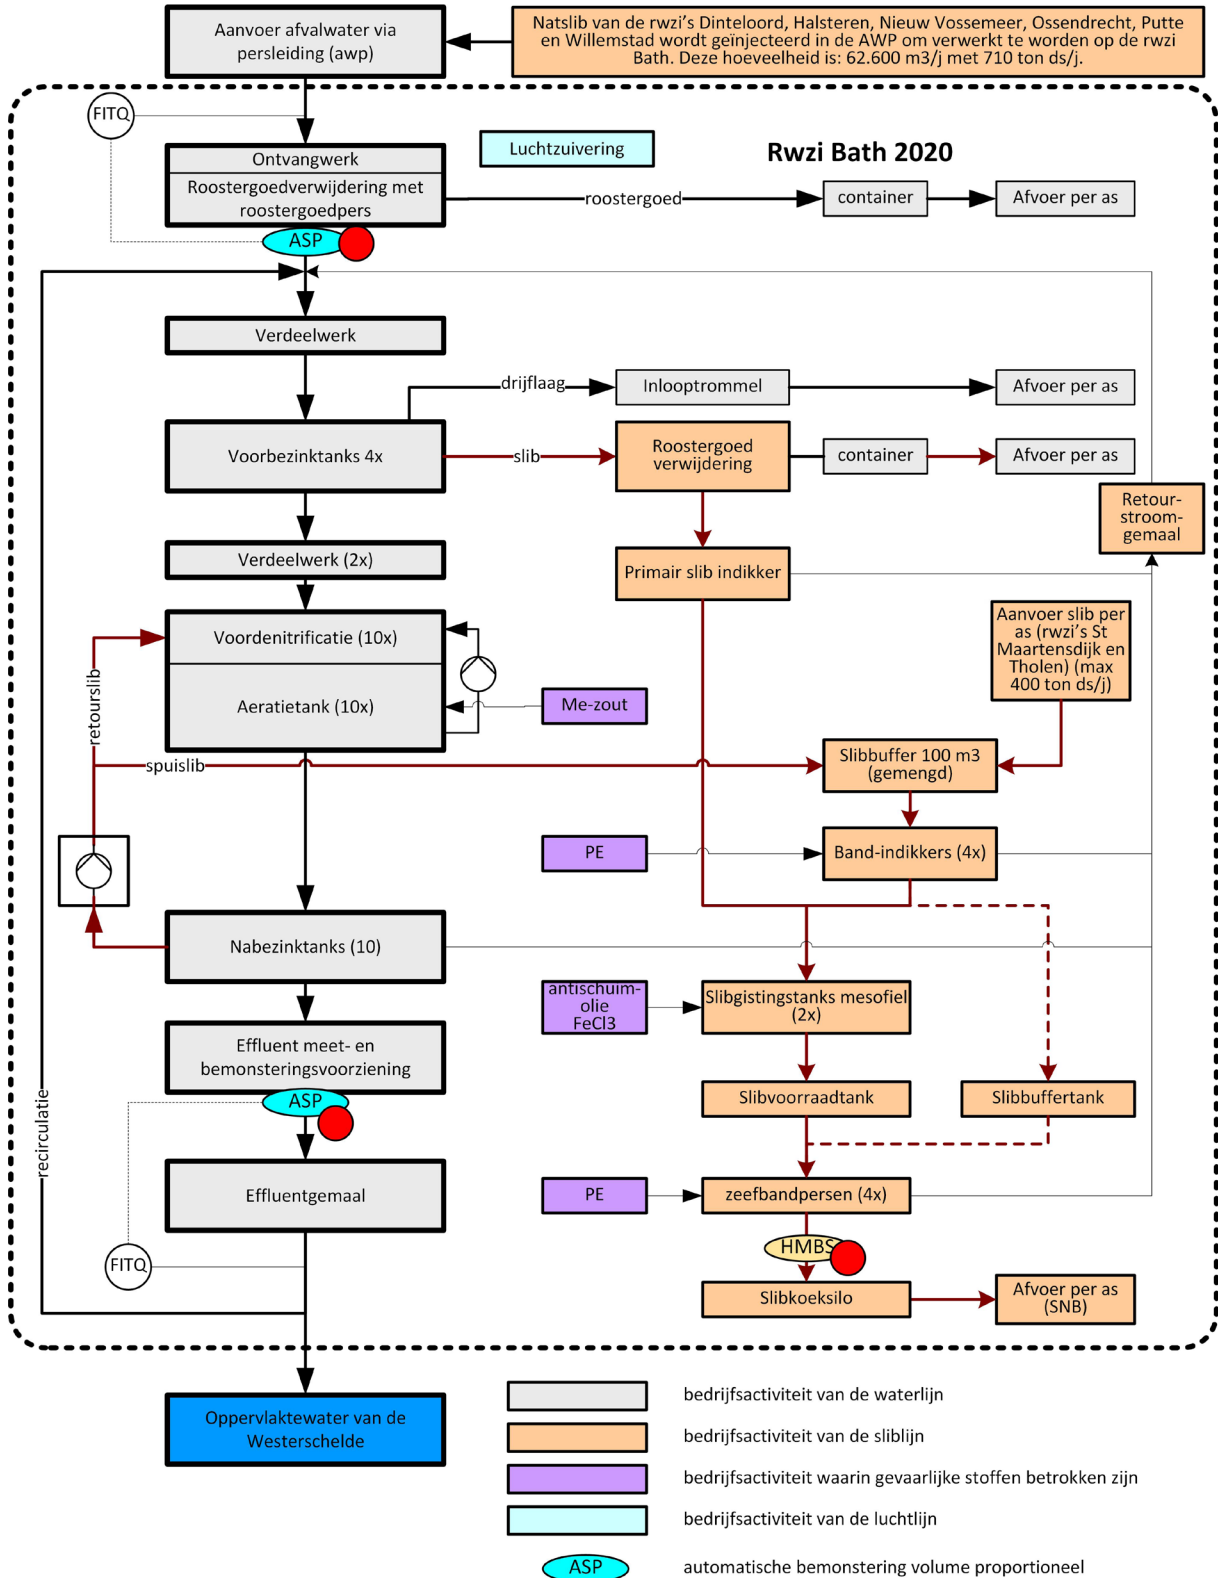 Aanvoer afvalwater via
persleiding (awp)
Natslib van de rwzi's Dinteloord, Halsteren, Nieuw Vossemeer, Ossendrecht, Putte
en Willemstad wordt geïnjecteerd in de AWP om verwerkt te worden op de rwzi
Bath. Deze hoeveelheid is: 62.600 m3/j met 710 ton ds/j.
FITQ
Ontvangwerk
Luchtzuivering
Rwzi Bath 2020
Roostergoedverwijdering met
roostergoedpers
roostergoed
container
Afvoer per as
ASP
Verdeelwerk
drijflaag
Inlooptrommel
Afvoer per as
Voorbezinktanks 4x
slib
Roostergoed
verwijdering
container
Afvoer per as
Retour-
stroom-
gemaal
Verdeelwerk (2x)
Primair slib indikker
Voordenitrificatie (10x)
Aanvoer slib per
as (rwzi's St
Maartensdijk en
Tholen) (max
400 ton ds/j)
retourslib
Aeratietank (10x)
Me-zout
spuislib
Slibbuffer 100 m3
(gemengd)
PE
Band-indikkers (4x)
Nabezinktanks (10)
antischuim-
olie
FeCl3
Slibgistingstanks mesofiel
(2x)
Effluent meet- en
bemonsteringsvoorziening
ASP
Slibvoorraadtank
Slibbuffertank
recirculatie
Effluentgemaal
PE
zeefbandpersen (4x)
HMBS
FITQ
Slibkoeksilo
Afvoer per as
(SNB)
Oppervlaktewater van de
Westerschelde
bedrijfsactiviteit van de waterlijn
bedrijfsactiviteit van de sliblijn
bedrijfsactiviteit waarin gevaarlijke stoffen betrokken zijn
bedrijfsactiviteit van de luchtlijn
ASP
automatische bemonstering volume proportioneel